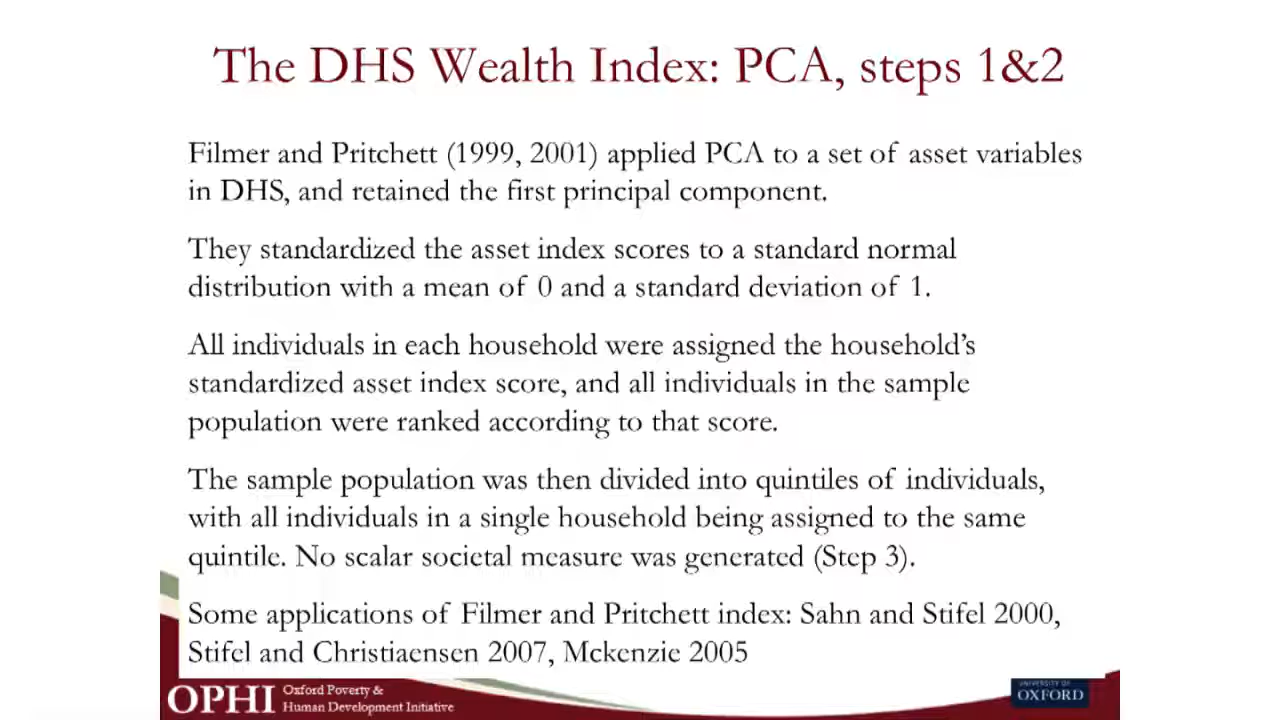 The DHS Wealth Index: PCA, steps 1&2
Filmer and Pritchett (1999, 2001) applied PCA to a set of asset variables
in DHS, and retained the first principal component.
They standardized the asset index scores to a standard normal
distribution with a mean of 0 and a standard deviation of 1.
All individuals in each household were assigned the household's
standardized asset index score, and all individuals in the sample
population were ranked according to that score.
The sample population was then divided into quintiles of individuals,
with all individuals in a single household being assigned to the same
quintile. No scalar societal measure was generated (Step 3).
Some applications of Filmer and Pritchett index: Sahn and Stifel 2000,
Stifel and Christiaensen 2007, Mckenzie 2005
OPHI
Oxford Poverty &
Human Development Initiative
UNIVERSITY OF
OXFORD